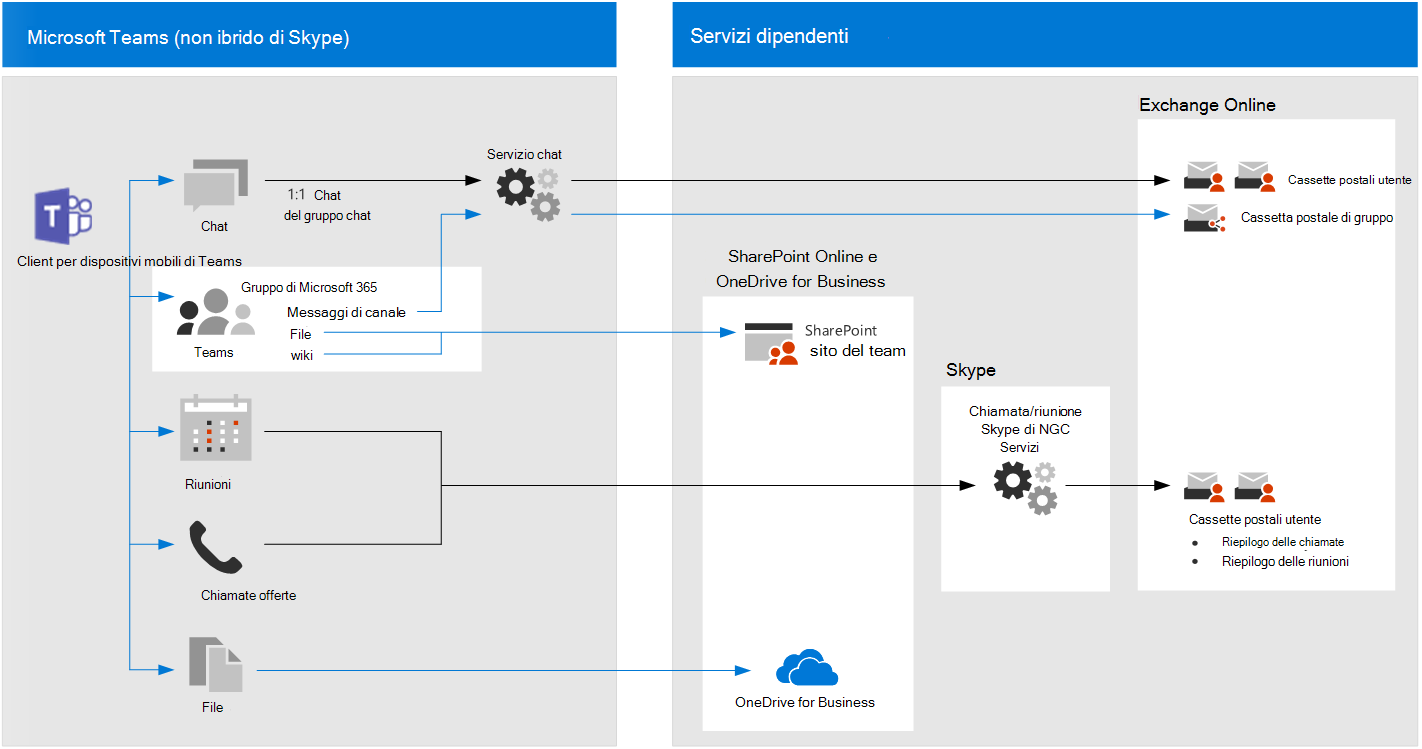 Microsoft Teams (non ibrido di Skype)
Servizi dipendenti
Exchange Online
Servizio chat
1:1 Chat
del gruppo chat
Chat
Cassette postali utente
Cassetta postale di gruppo
Client per dispositivi mobili di Teams
SharePoint Online e
OneDrive for Business
Gruppo di Microsoft 365
Messaggi di canale
File
wiki
Teams
SharePoint
sito del team
Skype
Chiamata/riunione
Skype di NGC
Servizi
Riunioni
Cassette postali utente
• Riepilogo delle chiamate
• Riepilogo delle riunioni
Chiamate offerte
File
OneDrive for Business